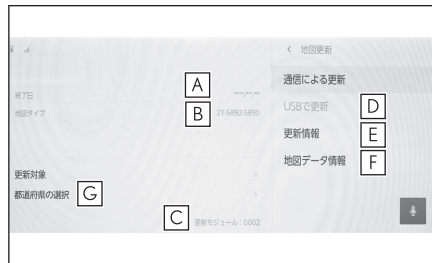 終了日 A ****/**/**
地図タイプ B 21-5892-5890
更新対象 >
都道府県の選択 G >
C 更新モジュール：0002
< 地図更新
通信による更新
USBで更新 D
更新情報 E
地図データ情報 F